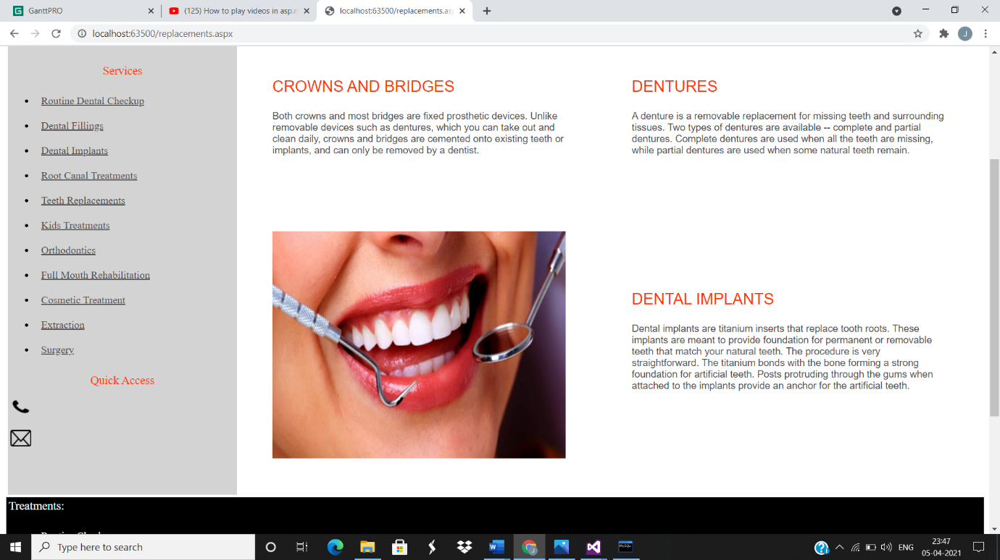 GanttPRO
(125) How to play videos in asp.n
localhost:63500/replacements.as
localhost:63500/replacements.aspx
J
Services
Routine Dental Checkup
Dental Fillings
Dental Implants
Root Canal Treatments
Teeth Replacements
Kids Treatments
Orthodontics
Full Mouth Rehabilitation
Cosmetic Treatment
Extraction
Surgery
Quick Access
CROWNS AND BRIDGES
Both crowns and most bridges are fixed prosthetic devices. Unlike
removable devices such as dentures, which you can take out and
clean daily, crowns and bridges are cemented onto existing teeth or
implants, and can only be removed by a dentist.
DENTURES
A denture is a removable replacement for missing teeth and surrounding
tissues. Two types of dentures are available -- complete and partial
dentures. Complete dentures are used when all the teeth are missing,
while partial dentures are used when some natural teeth remain.
DENTAL IMPLANTS
Dental implants are titanium inserts that replace tooth roots. These
implants are meant to provide foundation for permanent or removable
teeth that match your natural teeth. The procedure is very
straightforward. The titanium bonds with the bone forming a strong
foundation for artificial teeth. Posts protruding through the gums when
attached to the implants provide an anchor for the artificial teeth.
Treatments:
Type here to search
ENG
23:47
05-04-2021